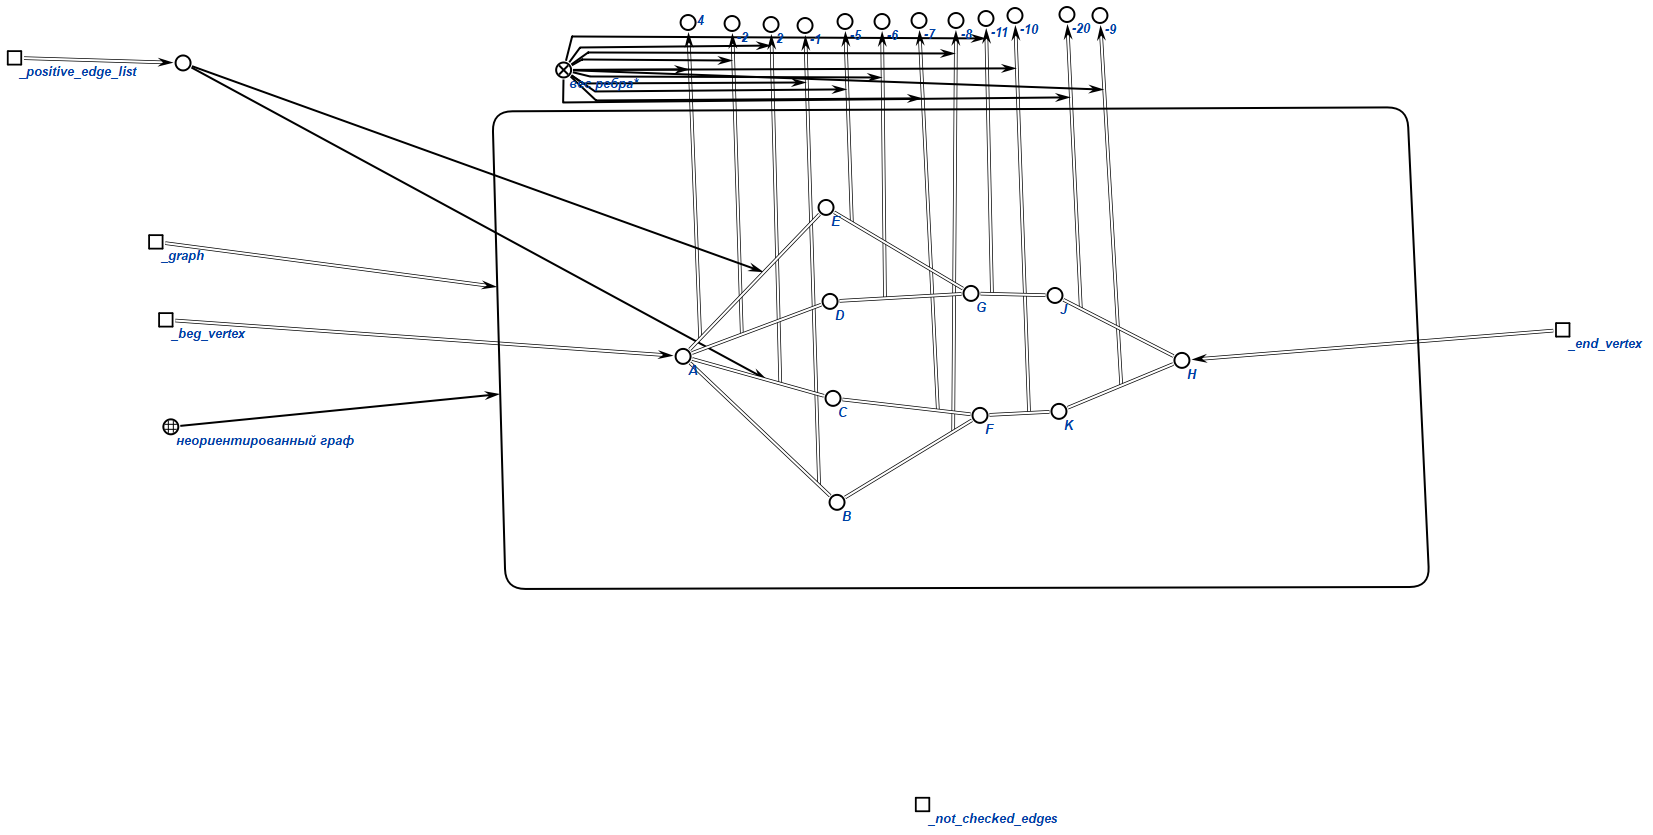 4
-2
2
-1
-5
-6
-7
-8
-11
-10
-20
-9
_positive_edge_list
вес ребра*
E
_graph
D
G
J
_beg_vertex
_end_vertex
A
H
C
F
K
неориентированный граф
B
_not_checked_edges